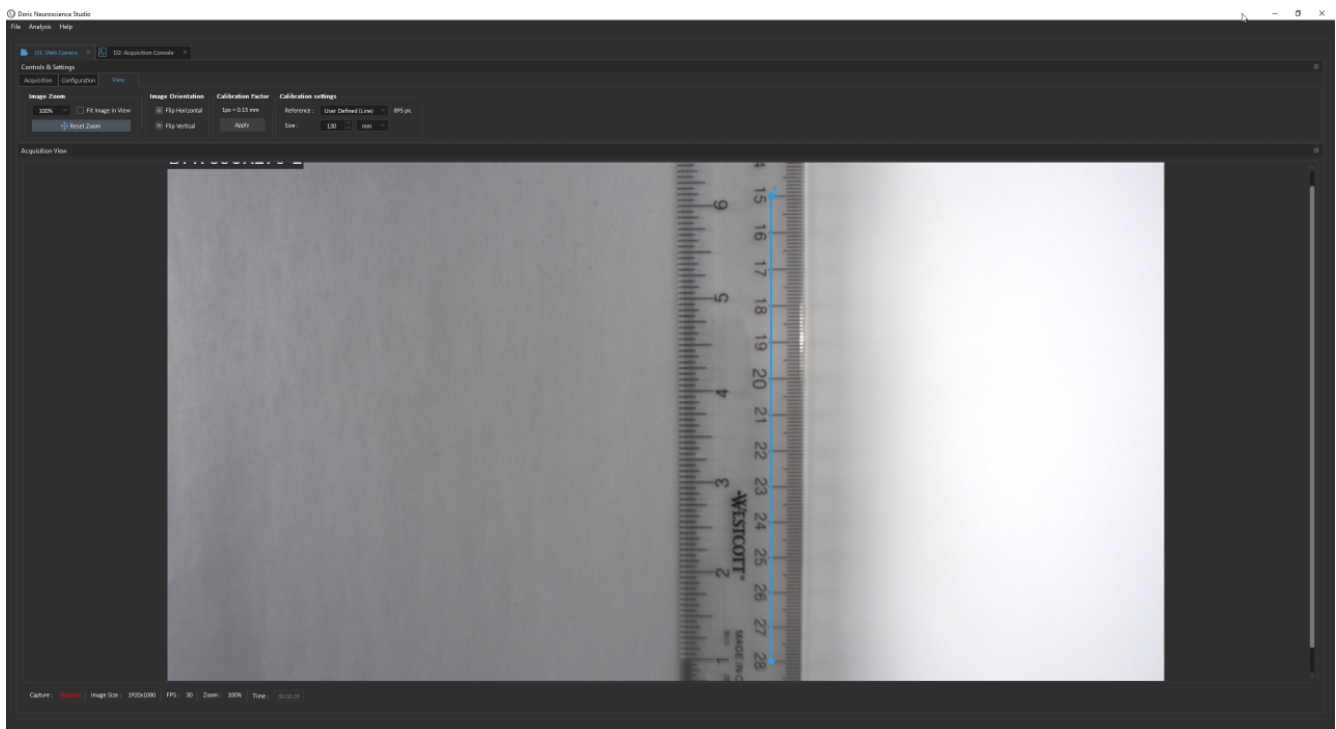 Doric Neuroscience Studio
File Analysis Help
D1: Web Camera × D2: Acquisition Console ×
Controls & Settings
Acquisition Configuration View
Image Zoom Image Orientation Calibration Factor Calibration settings
100% Fit Image in View Flip Horizontal 1px = 0.15 mm Reference : User Defined (Line) 895 px.
Reset Zoom Flip Vertical Apply Size : 130 mm
Acquisition View
15
6
16
17
5
18
19
20
4
21
22
3
23
WESTCOTT®
24
25
2
26
27
MADE IN
1
28
Capture : Stopped Image Size : 1920x1080 FPS : 30 Zoom : 100% Time : 00:00:39